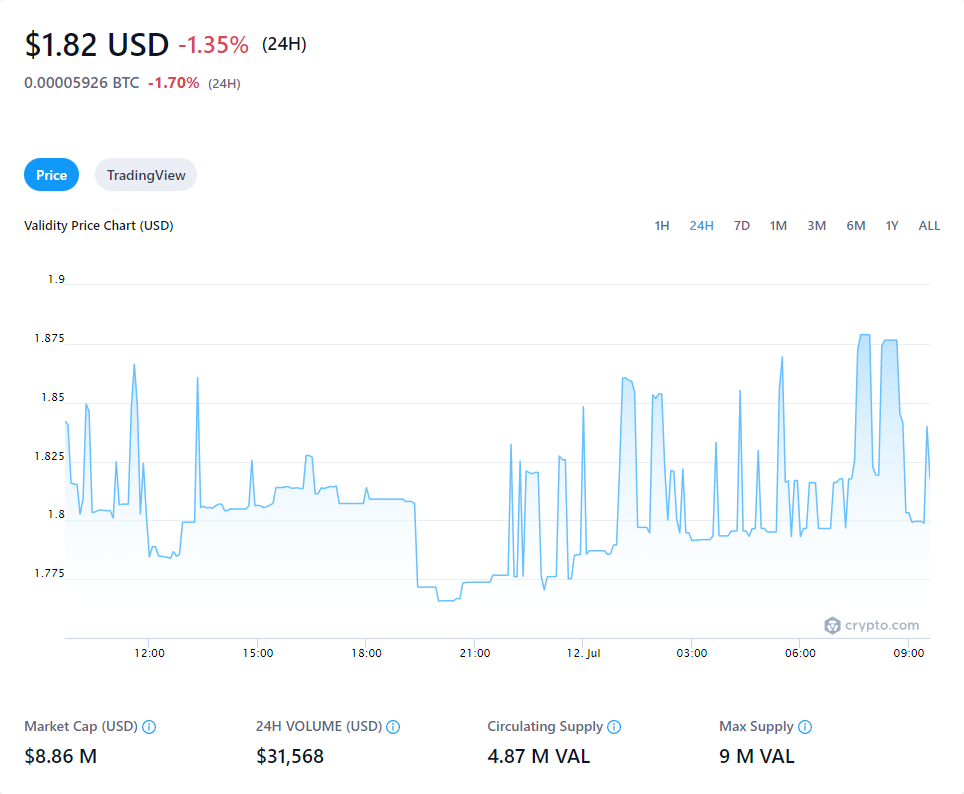 $1.82 USD -1.35% (24H)
0.00005926 BTC -1.70% (24H)
Price TradingView
Validity Price Chart (USD) 1H 24H 7D 1M 3M 6M 1Y ALL
1.9
1.875
1.85
1.825
1.8
1.775
crypto.com
12:00 15:00 18:00 21:00 12. Jul 03:00 06:00 09:00
Market Cap (USD) 24H VOLUME (USD) Circulating Supply Max Supply
$8.86 M $31,568 4.87 M VAL 9 M VAL